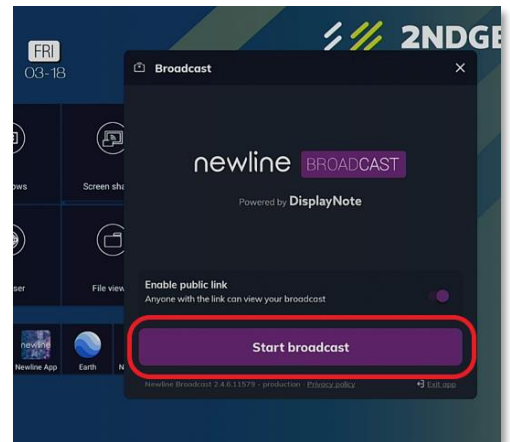 FRI
03-18
2NDGE
Broadcast
newline BROADCAST
Powered by DisplayNote
ows
Screen sha
Enable public link
Anyone with the link can view your broadcast
ser
File view
Start broadcast
newline
Newline App
Earth
N
Newline Broadcast 2.4.6.11579 - production - Privacy policy
Exit app